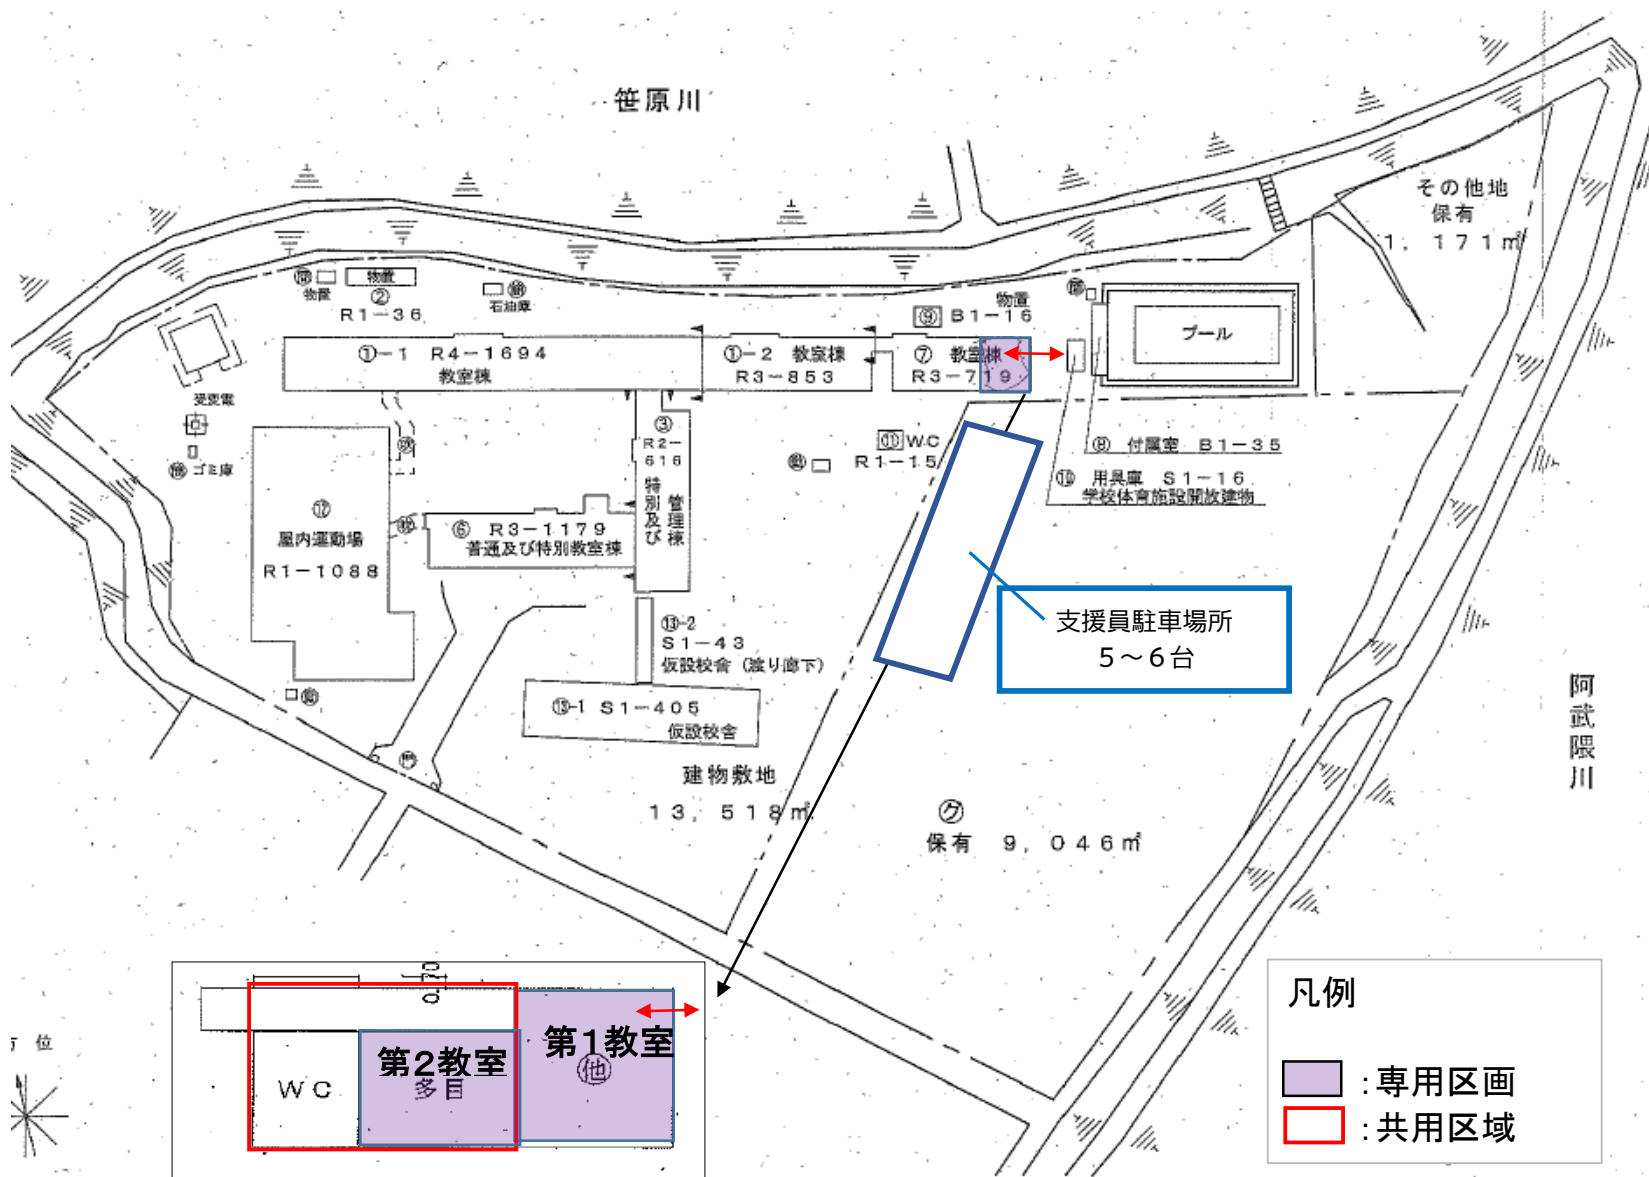 笹原川
その他地
保有
1, 171㎡
物置
物置
②
R1-36
石油庫
物置
⑨ B1-16
プール
①-1 R4-1694
教室棟
①-2 教室棟
R3-853
⑦ 教室棟
R3-719
受変電
ゴミ庫
③
R2-
616
特別及び
管理棟
⑪ WC
R1-15
⑧ 付属室 B1-35
⑩ 用具庫 S1-16
学校体育施設開放建物
⑫
屋内運動場
R1-1088
⑥ R3-1179
普通及び特別教室棟
支援員駐車場所
5～6台
⑬-2
S1-43
仮設校舎 (渡り廊下)
⑬-1 S1-405
仮設校舎
門
建物敷地
13, 518㎡
グ
保有 9, 046㎡
阿武隈川
凡例
:専用区画
:共用区域
第1教室
他
第2教室
多目
WC
位